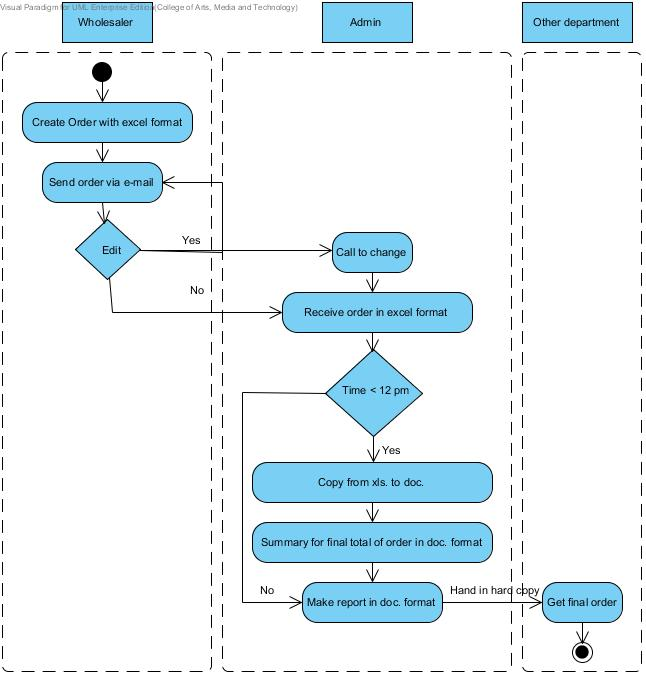 Visual Paradigm for UML Enterprise Edition(College of Arts, Media and Technology)
Wholesaler
Admin
Other department
Create Order with excel format
Send order via e-mail
Edit
Yes
Call to change
No
Receive order in excel format
Time < 12 pm
Yes
Copy from xls. to doc.
Summary for final total of order in doc. format
No
Make report in doc. format
Hand in hard copy
Get final order